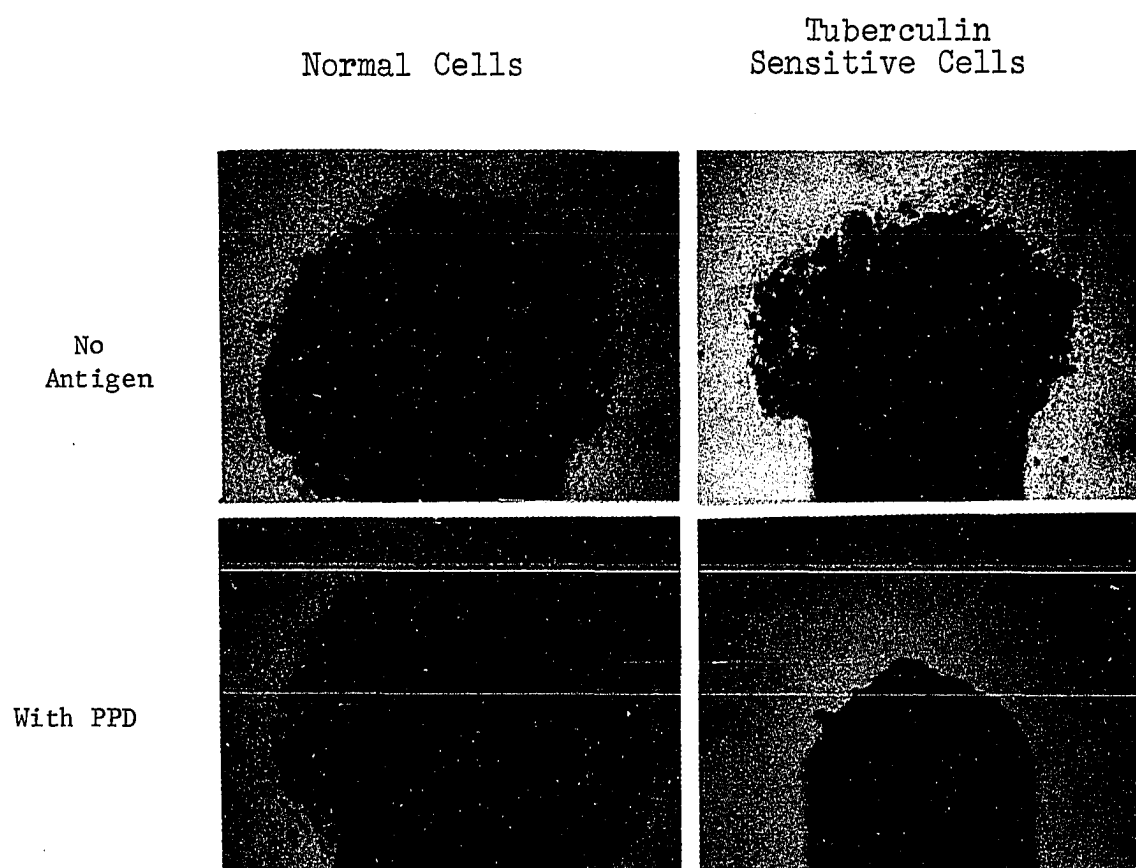 Normal Cells
Tuberculin
Sensitive Cells
No
Antigen
With PPD